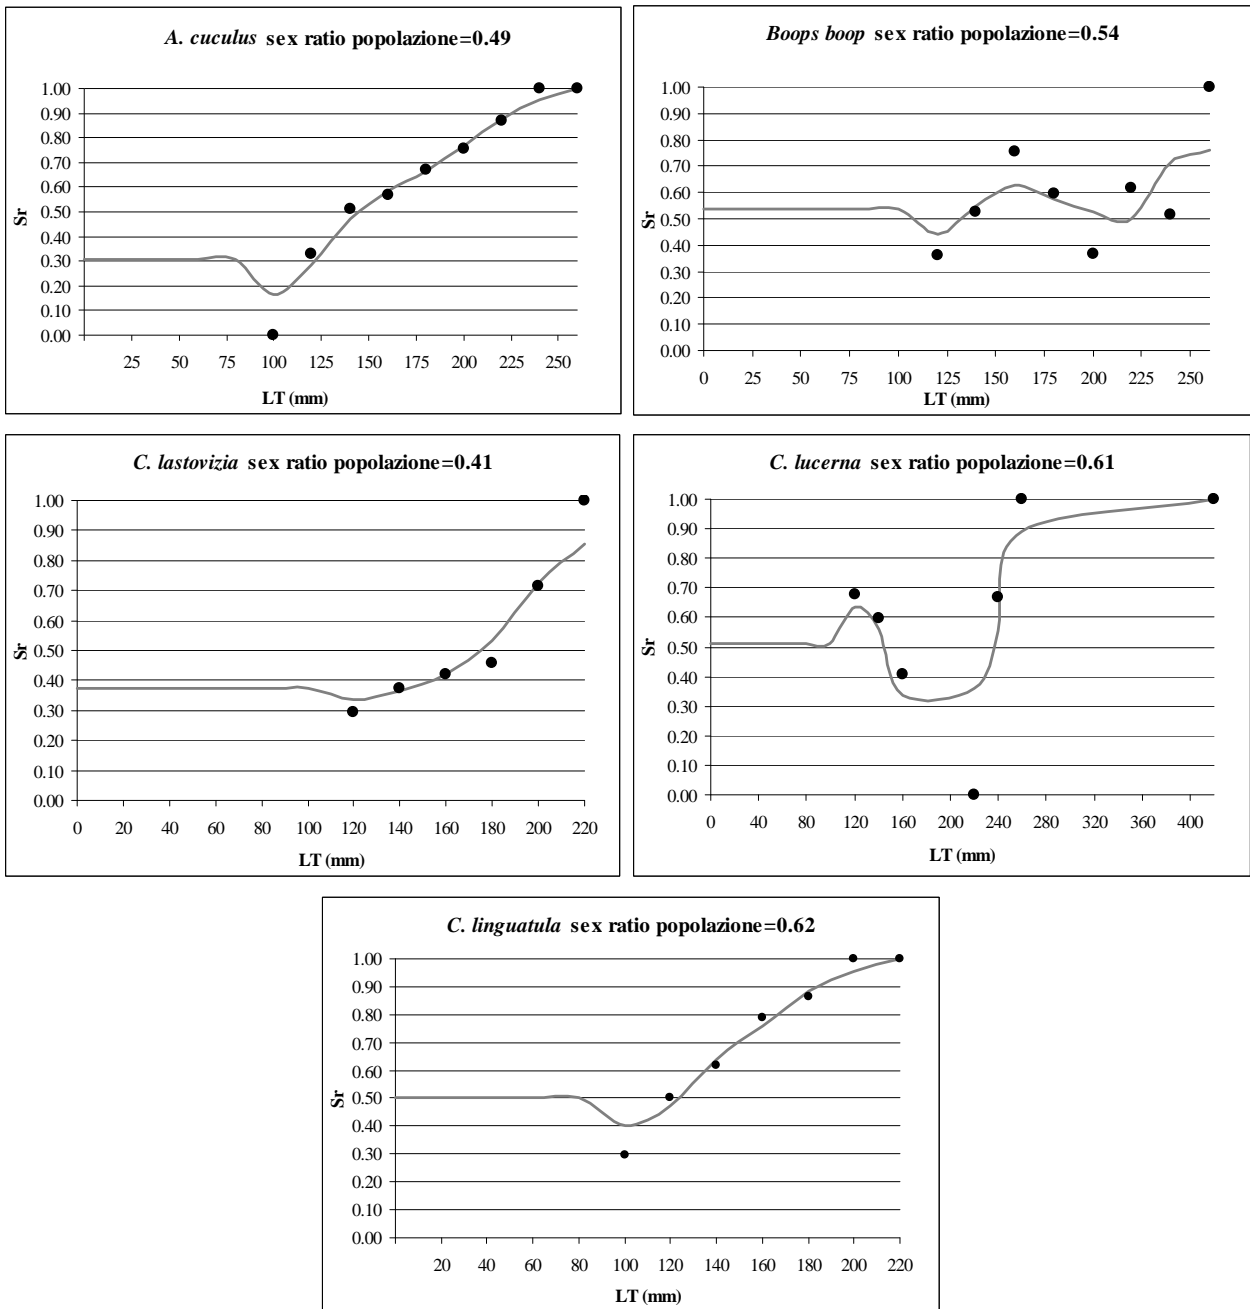 A. cuculus sex ratio popolazione=0.49
1.00
0.90
0.80
0.70
0.60
0.50
0.40
0.30
0.20
0.10
0.00
Sr
25 50 75 100 125 150 175 200 225 250
LT (mm)
Boops boop sex ratio popolazione=0.54
1.00
0.90
0.80
0.70
0.60
0.50
0.40
0.30
0.20
0.10
0.00
Sr
0 25 50 75 100 125 150 175 200 225 250
LT (mm)
C. lastovizia sex ratio popolazione=0.41
1.00
0.90
0.80
0.70
0.60
0.50
0.40
0.30
0.20
0.10
0.00
Sr
0 20 40 60 80 100 120 140 160 180 200 220
LT (mm)
C. lucerna sex ratio popolazione=0.61
1.00
0.90
0.80
0.70
0.60
0.50
0.40
0.30
0.20
0.10
0.00
Sr
0 40 80 120 160 200 240 280 320 360 400
LT (mm)
C. linguatula sex ratio popolazione=0.62
1.00
0.90
0.80
0.70
0.60
0.50
0.40
0.30
0.20
0.10
0.00
Sr
20 40 60 80 100 120 140 160 180 200 220
LT (mm)